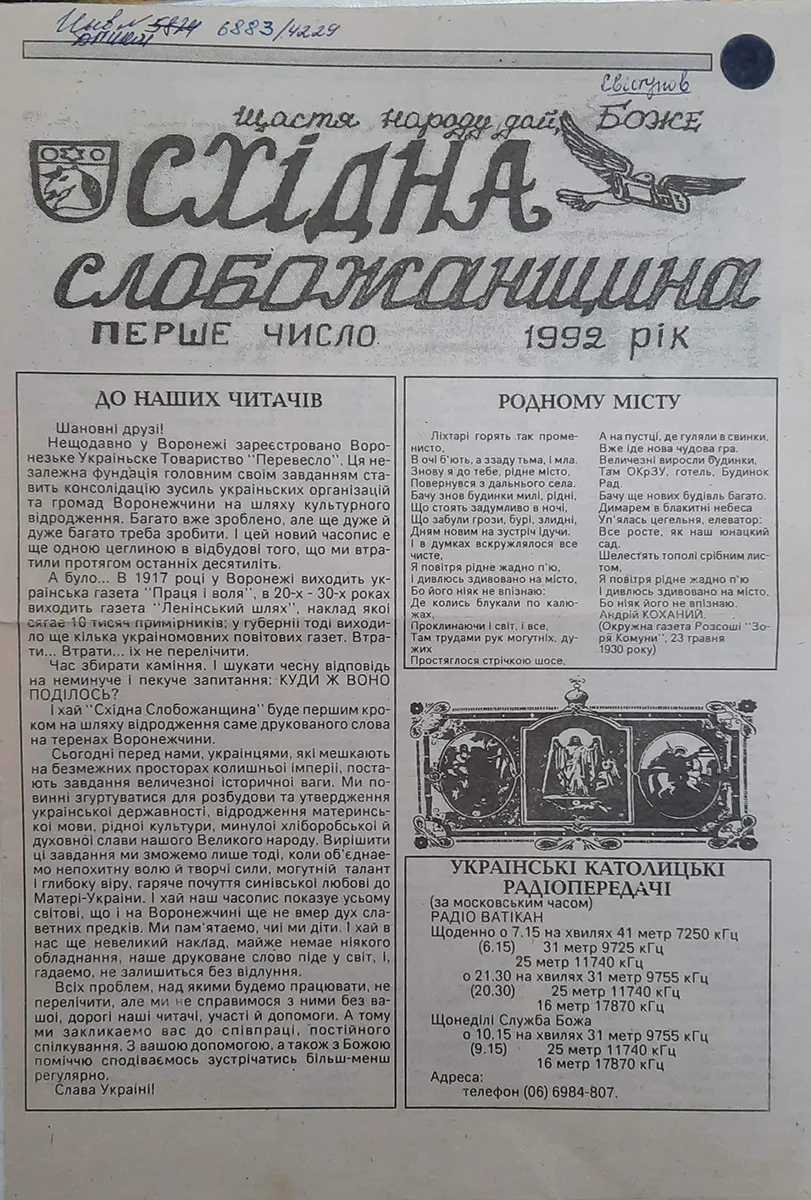 Инв N 5874 6883/4229
Євістунов
Щастя народу дай, БОЖЕ
СХІДНА
СЛОБОЖАНЩИНА
ПЕРШЕ ЧИСЛО 1992 рік
ДО НАШИХ ЧИТАЧІВ
Шановні друзі!
Нещодавно у Воронежі зареєстровано Воро-
незьке Українське Товариство "Перевесло". Ця не-
залежна фундація головним своїм завданням ста-
вить консолідацію зусиль українських організацій
та громад Воронежчини на шляху культурного
відродження. Багато вже зроблено, але ще дуже й
дуже багато треба зробити. І цей новий часопис е
ще одною цеглиною в відбудові того, що ми втра-
тили протягом останніх десятиліть.
А було... В 1917 році у Воронежі виходить ук-
раїнська газета "Праця і воля", в 20-х - 30-х роках
виходить газета "Ленінський шлях", наклад якої
сягає 10 тисяч примірників; у губернії тоді виходи-
ло ще кілька україномовних повітових газет. Втра-
ти... Втрати... їх не перелічити.
Час збирати каміння. І шукати чесну відповідь
на неминуче і пекуче запитання: КУДИ Ж ВОНО
ПОДІЛОСЬ?
І хай "Східна Слобожанщина" буде першим кро-
ком на шляху відродження саме друкованого слова
на теренах Воронежчини.
Сьогодні перед нами, українцями, які мешкають
на безмежних просторах колишньої імперії, поста-
ють завдання величезної історичної ваги. Ми по-
винні згуртуватися для розбудови та утвердження
української державності, відродження материнсь-
кої мови, рідної культури, минулої хліборобської й
духовної слави нашого Великого народу. Вирішити
ці завдання ми зможемо лише тоді, коли об'єднає-
мо непохитну волю й творчі сили, могутній талант
і глибоку віру, гаряче почуття синівської любові до
Матері-України. І хай наш часопис показує усьому
світові, що і на Воронежчині ще не вмер дух сла-
ветних предків. Ми пам'ятаємо, чиї ми діти. І хай в
нас ще невеликий наклад, майже немає ніякого
обладнання, наше друковане слово піде у світ, і,
гадаємо, не залишиться без відлуння.
Всіх проблем, над якими будемо працювати, не
перелічити, але ми не справимося з ними без ва-
шої, дорогі наші читачі, участі й допомоги. А тому
ми закликаємо вас до співпраці, постійного
спілкування. З вашою допомогою, а також з Божою
поміччю сподіваємось зустрічатись більш-менш
регулярно.
Слава Україні!
РОДНОМУ МІСТУ
Ліхтарі горять так проме-
нисто,
В очі б'ють, а ззаду тьма, і мла.
Знову я до тебе, рідне місто,
Повернувся з дальнього села.
Бачу знов будинки милі, рідні,
Що стоять задумливо в ночі,
Що забули грози, бурі, злидні,
Дням новим на зустріч ідучи.
І в думках вскружлялося все
чисте,
Я повітря рідне жадно п'ю,
І дивлюсь здивовано на місто,
Бо його ніяк не впізнаю:
Де колись блукали по калю-
жах,
Проклинаючи і світ, і все,
Там трудами рук могутніх, ду-
жих
Простяглося стрічкою шосе.
А на пустці, де гуляли в свинки,
Вже іде нова чудова гра.
Величезні виросли будинки,
Там ОКрЗУ, готель, Будинок
Рад.
Бачу ще нових будівль багато.
Димарем в блакитні небеса
Уп'ялась цегельня, елеватор:
Все росте, як наш юнацкий
сад,
Шелест'ять тополі срібним лис-
том,
Я повітря рідне жадно п'ю
І дивлюсь здивовано на місто,
Бо ніяк його не впізнаю.
Андрій КОХАНИЙ.
(Окружна газета Розсоші "Зо-
ря Комуни", 23 травня
1930 року)
УКРАЇНСЬКІ КАТОЛИЦЬКІ
РАДІОПЕРЕДАЧІ
(за московським часом)
РАДІО ВАТІКАН
Щоденно о 7.15 на хвилях 41 метр 7250 кГц
(6.15) 31 метр 9725 кГц
25 метр 11740 кГц
о 21.30 на хвилях 31 метр 9755 кГц
(20.30) 25 метр 11740 кГц
16 метр 17870 кГц
Щонеділі Служба Божа
о 10.15 на хвилях 31 метр 9755 кГц
(9.15) 25 метр 11740 кГц
16 метр 17870 кГц
Адреса:
телефон (06) 6984-807.